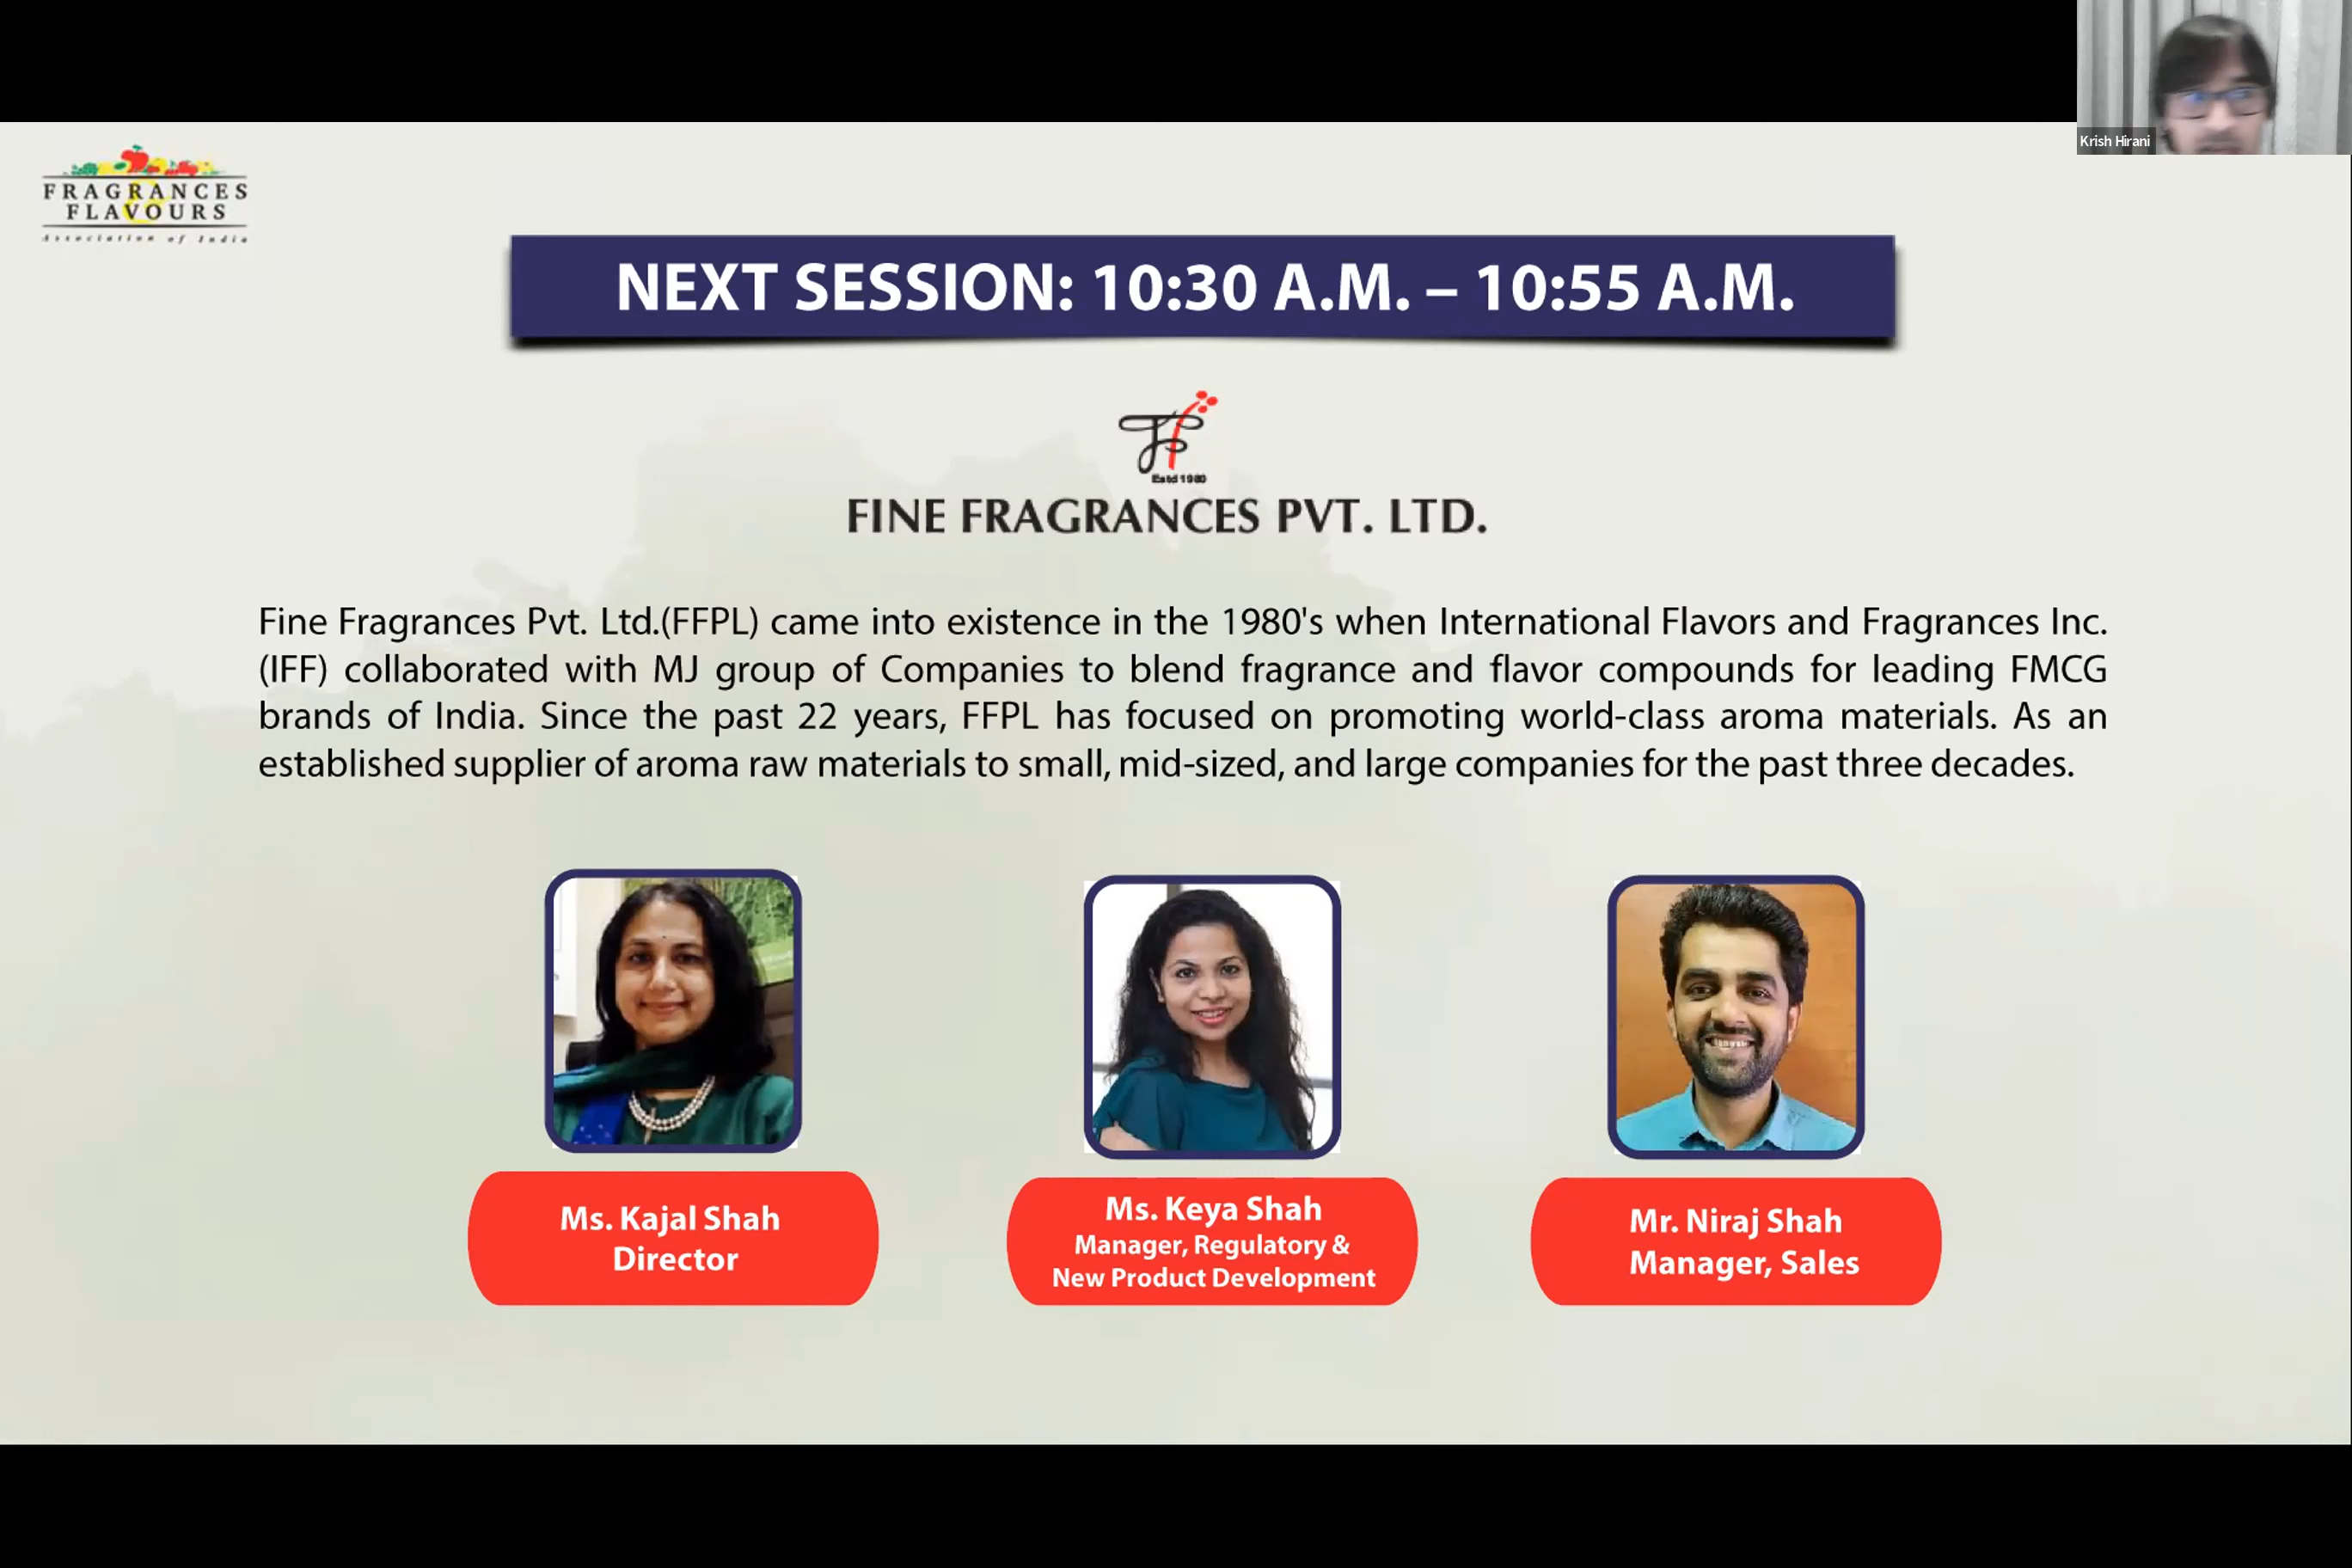 Krish Hirani
FRAGRANCES
&
FLAVOURS
Association of India
NEXT SESSION: 10:30 A.M. – 10:55 A.M.
Estd 1980
FINE FRAGRANCES PVT. LTD.
Fine Fragrances Pvt. Ltd.(FFPL) came into existence in the 1980's when International Flavors and Fragrances Inc.
(IFF) collaborated with MJ group of Companies to blend fragrance and flavor compounds for leading FMCG
brands of India. Since the past 22 years, FFPL has focused on promoting world-class aroma materials. As an
established supplier of aroma raw materials to small, mid-sized, and large companies for the past three decades.
Ms. Kajal Shah
Director
Ms. Keya Shah
Manager, Regulatory &
New Product Development
Mr. Niraj Shah
Manager, Sales